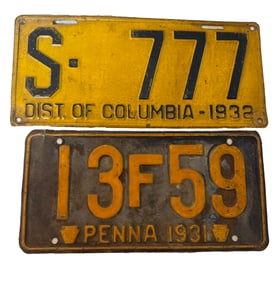 S- 777
DIST. OF COLUMBIA - 1932
13F59
PENNA 1931